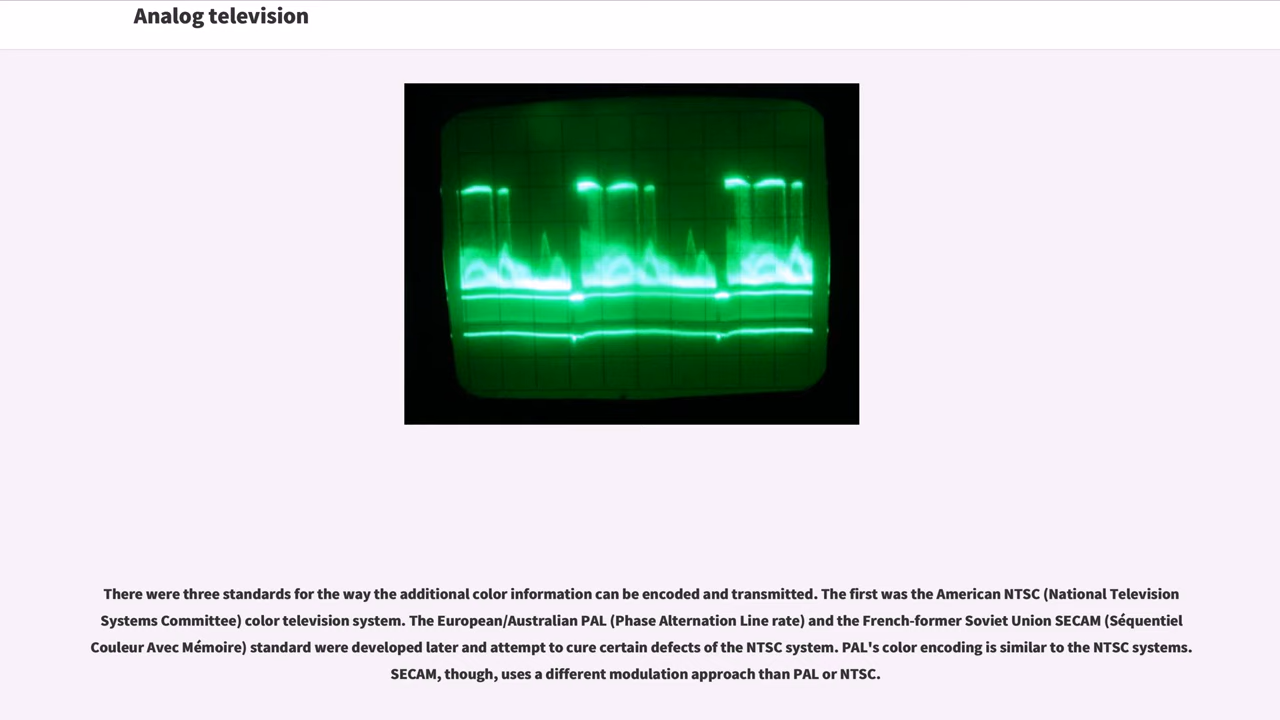 Analog television
There were three standards for the way the additional color information can be encoded and transmitted. The first was the American NTSC (National Television
Systems Committee) color television system. The European/Australian PAL (Phase Alternation Line rate) and the French-former Soviet Union SECAM (Séquentiel
Couleur Avec Mémoire) standard were developed later and attempt to cure certain defects of the NTSC system. PAL's color encoding is similar to the NTSC systems.
SECAM, though, uses a different modulation approach than PAL or NTSC.